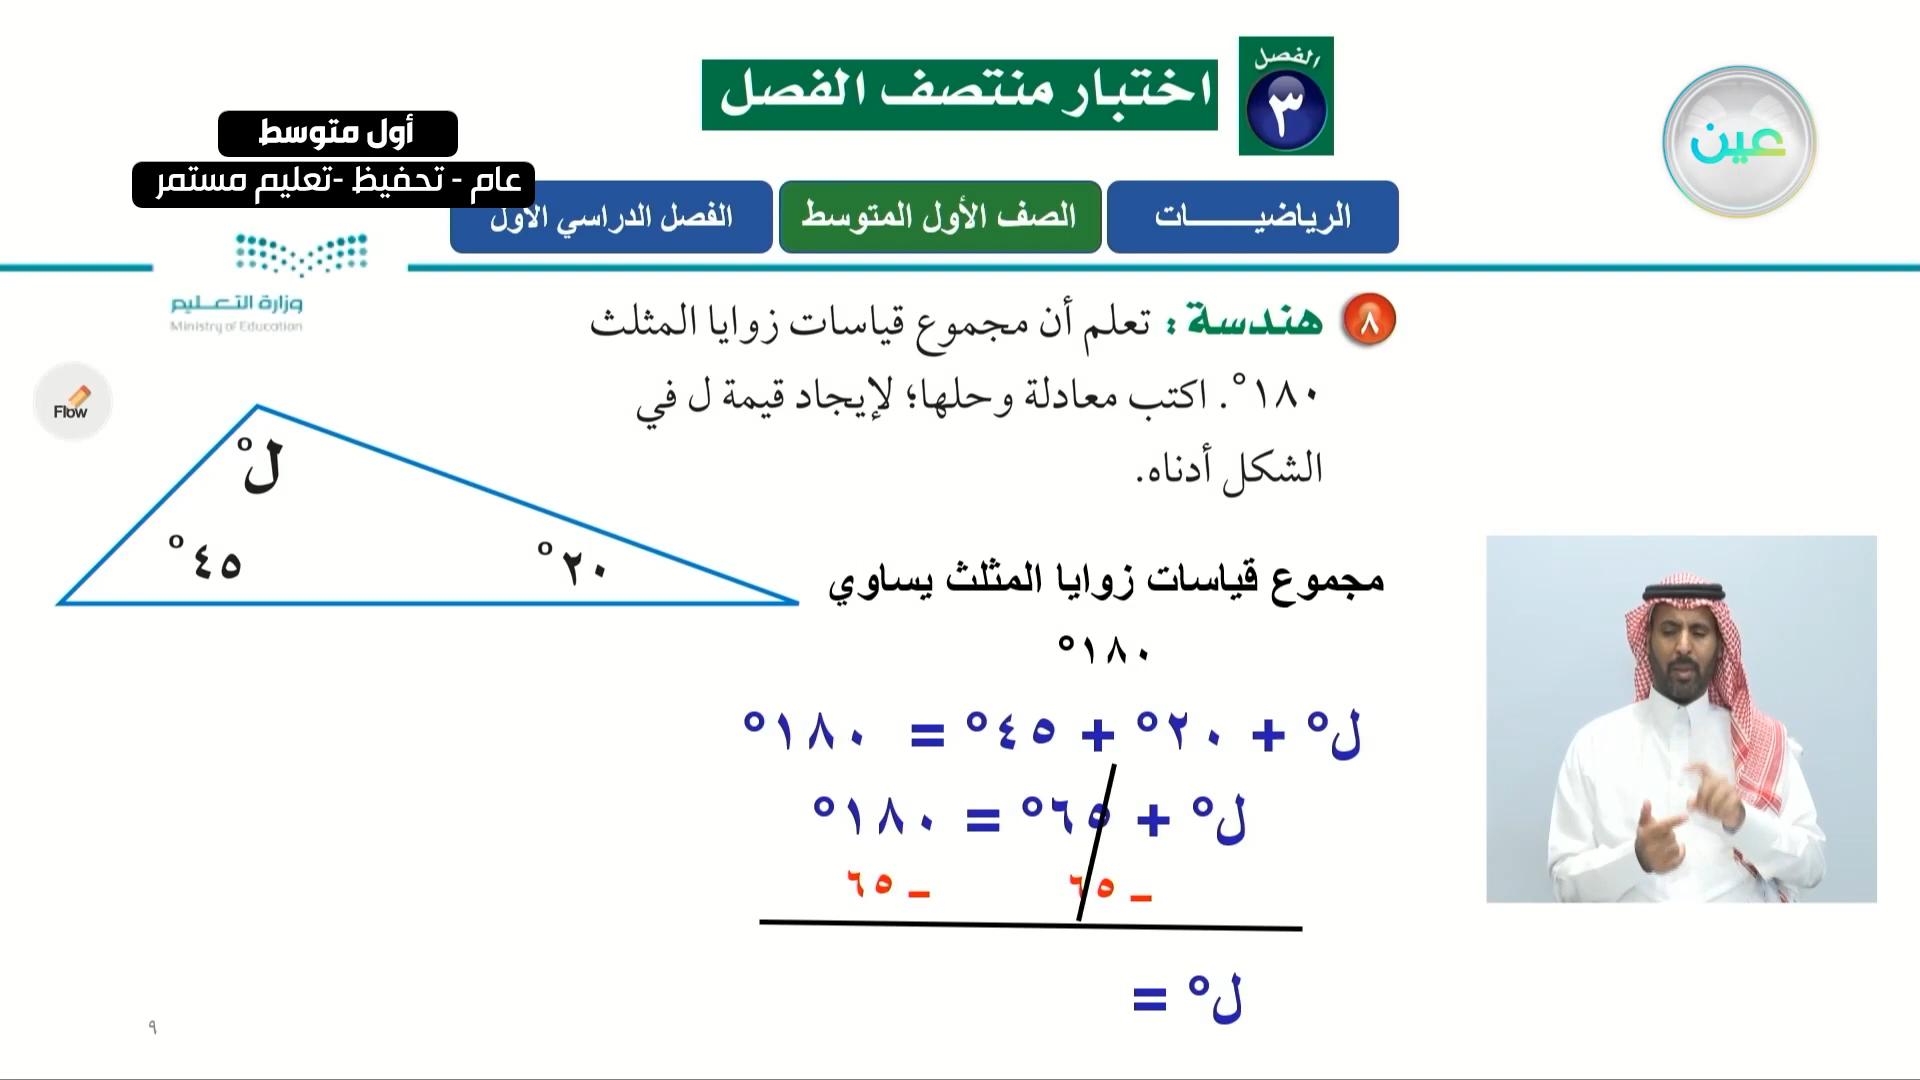 الفصل
٣
اختبار منتصف الفصل
عين
أول متوسط
عام - تحفيظ -تعليم مستمر
الرياضيـــــــات
الصف الأول المتوسط
الفصل الدراسي الأول
وزارة التعـــليم
Ministry of Education
٨ هندسة : تعلم أن مجموع قياسات زوايا المثلث
١٨٠°. اكتب معادلة وحلها؛ لإيجاد قيمة ل في
الشكل أدناه.
Flow
ل°
٤٥°
٢٠°
مجموع قياسات زوايا المثلث يساوي
١٨٠°
ل° + ٢٠° + ٤٥° = ١٨٠°
ل° + ٦٥° = ١٨٠°
– ٦٥ – ٦٥
ل° =
٩